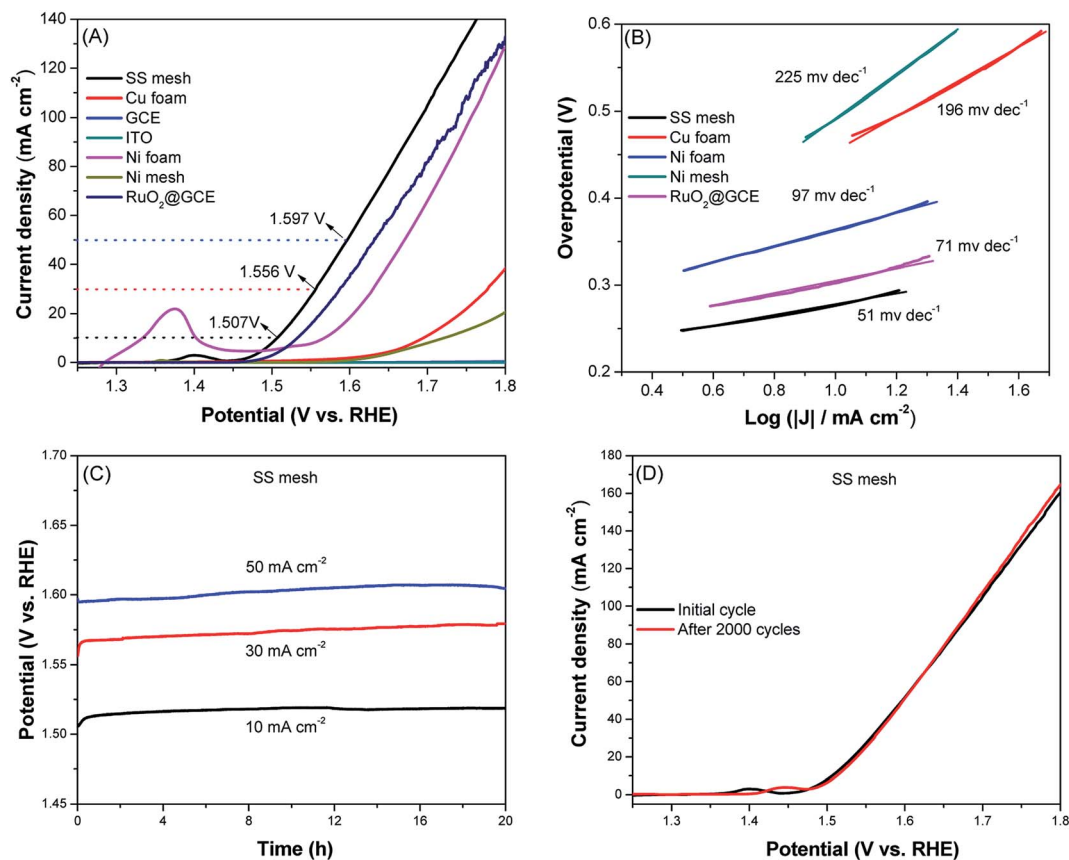 (A)
140
120
100
80
60
40
20
0
Current density (mA cm⁻²)
SS mesh
Cu foam
GCE
ITO
Ni foam
Ni mesh
RuO₂@GCE
1.597 V
1.556 V
1.507V
1.3
1.4
1.5
1.6
1.7
1.8
Potential (V vs. RHE)
(B)
0.6
0.5
0.4
0.3
0.2
Overpotential (V)
225 mv dec⁻¹
SS mesh
Cu foam
Ni foam
Ni mesh
RuO₂@GCE
196 mv dec⁻¹
97 mv dec⁻¹
71 mv dec⁻¹
51 mv dec⁻¹
0.4
0.6
0.8
1.0
1.2
1.4
1.6
Log (|J| / mA cm⁻²)
(C)
SS mesh
1.70
1.65
1.60
1.55
1.50
1.45
Potential (V vs. RHE)
50 mA cm⁻²
30 mA cm⁻²
10 mA cm⁻²
0
4
8
12
16
20
Time (h)
(D)
SS mesh
180
160
140
120
100
80
60
40
20
0
Current density (mA cm⁻²)
Initial cycle
After 2000 cycles
1.3
1.4
1.5
1.6
1.7
1.8
Potential (V vs. RHE)